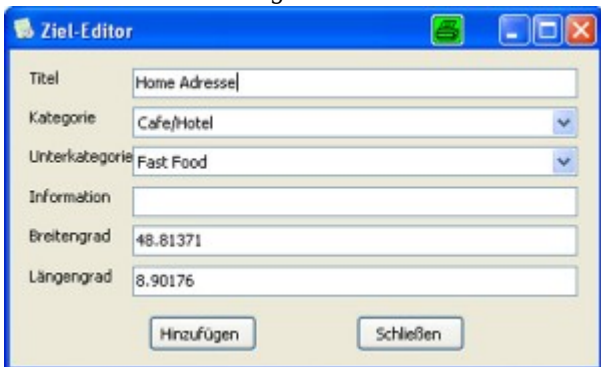 Ziel-Editor
Titel Home Adresse
Kategorie Cafe/Hotel
Unterkategorie Fast Food
Information
Breitengrad 48.81371
Längengrad 8.90176
Hinzufügen Schließen